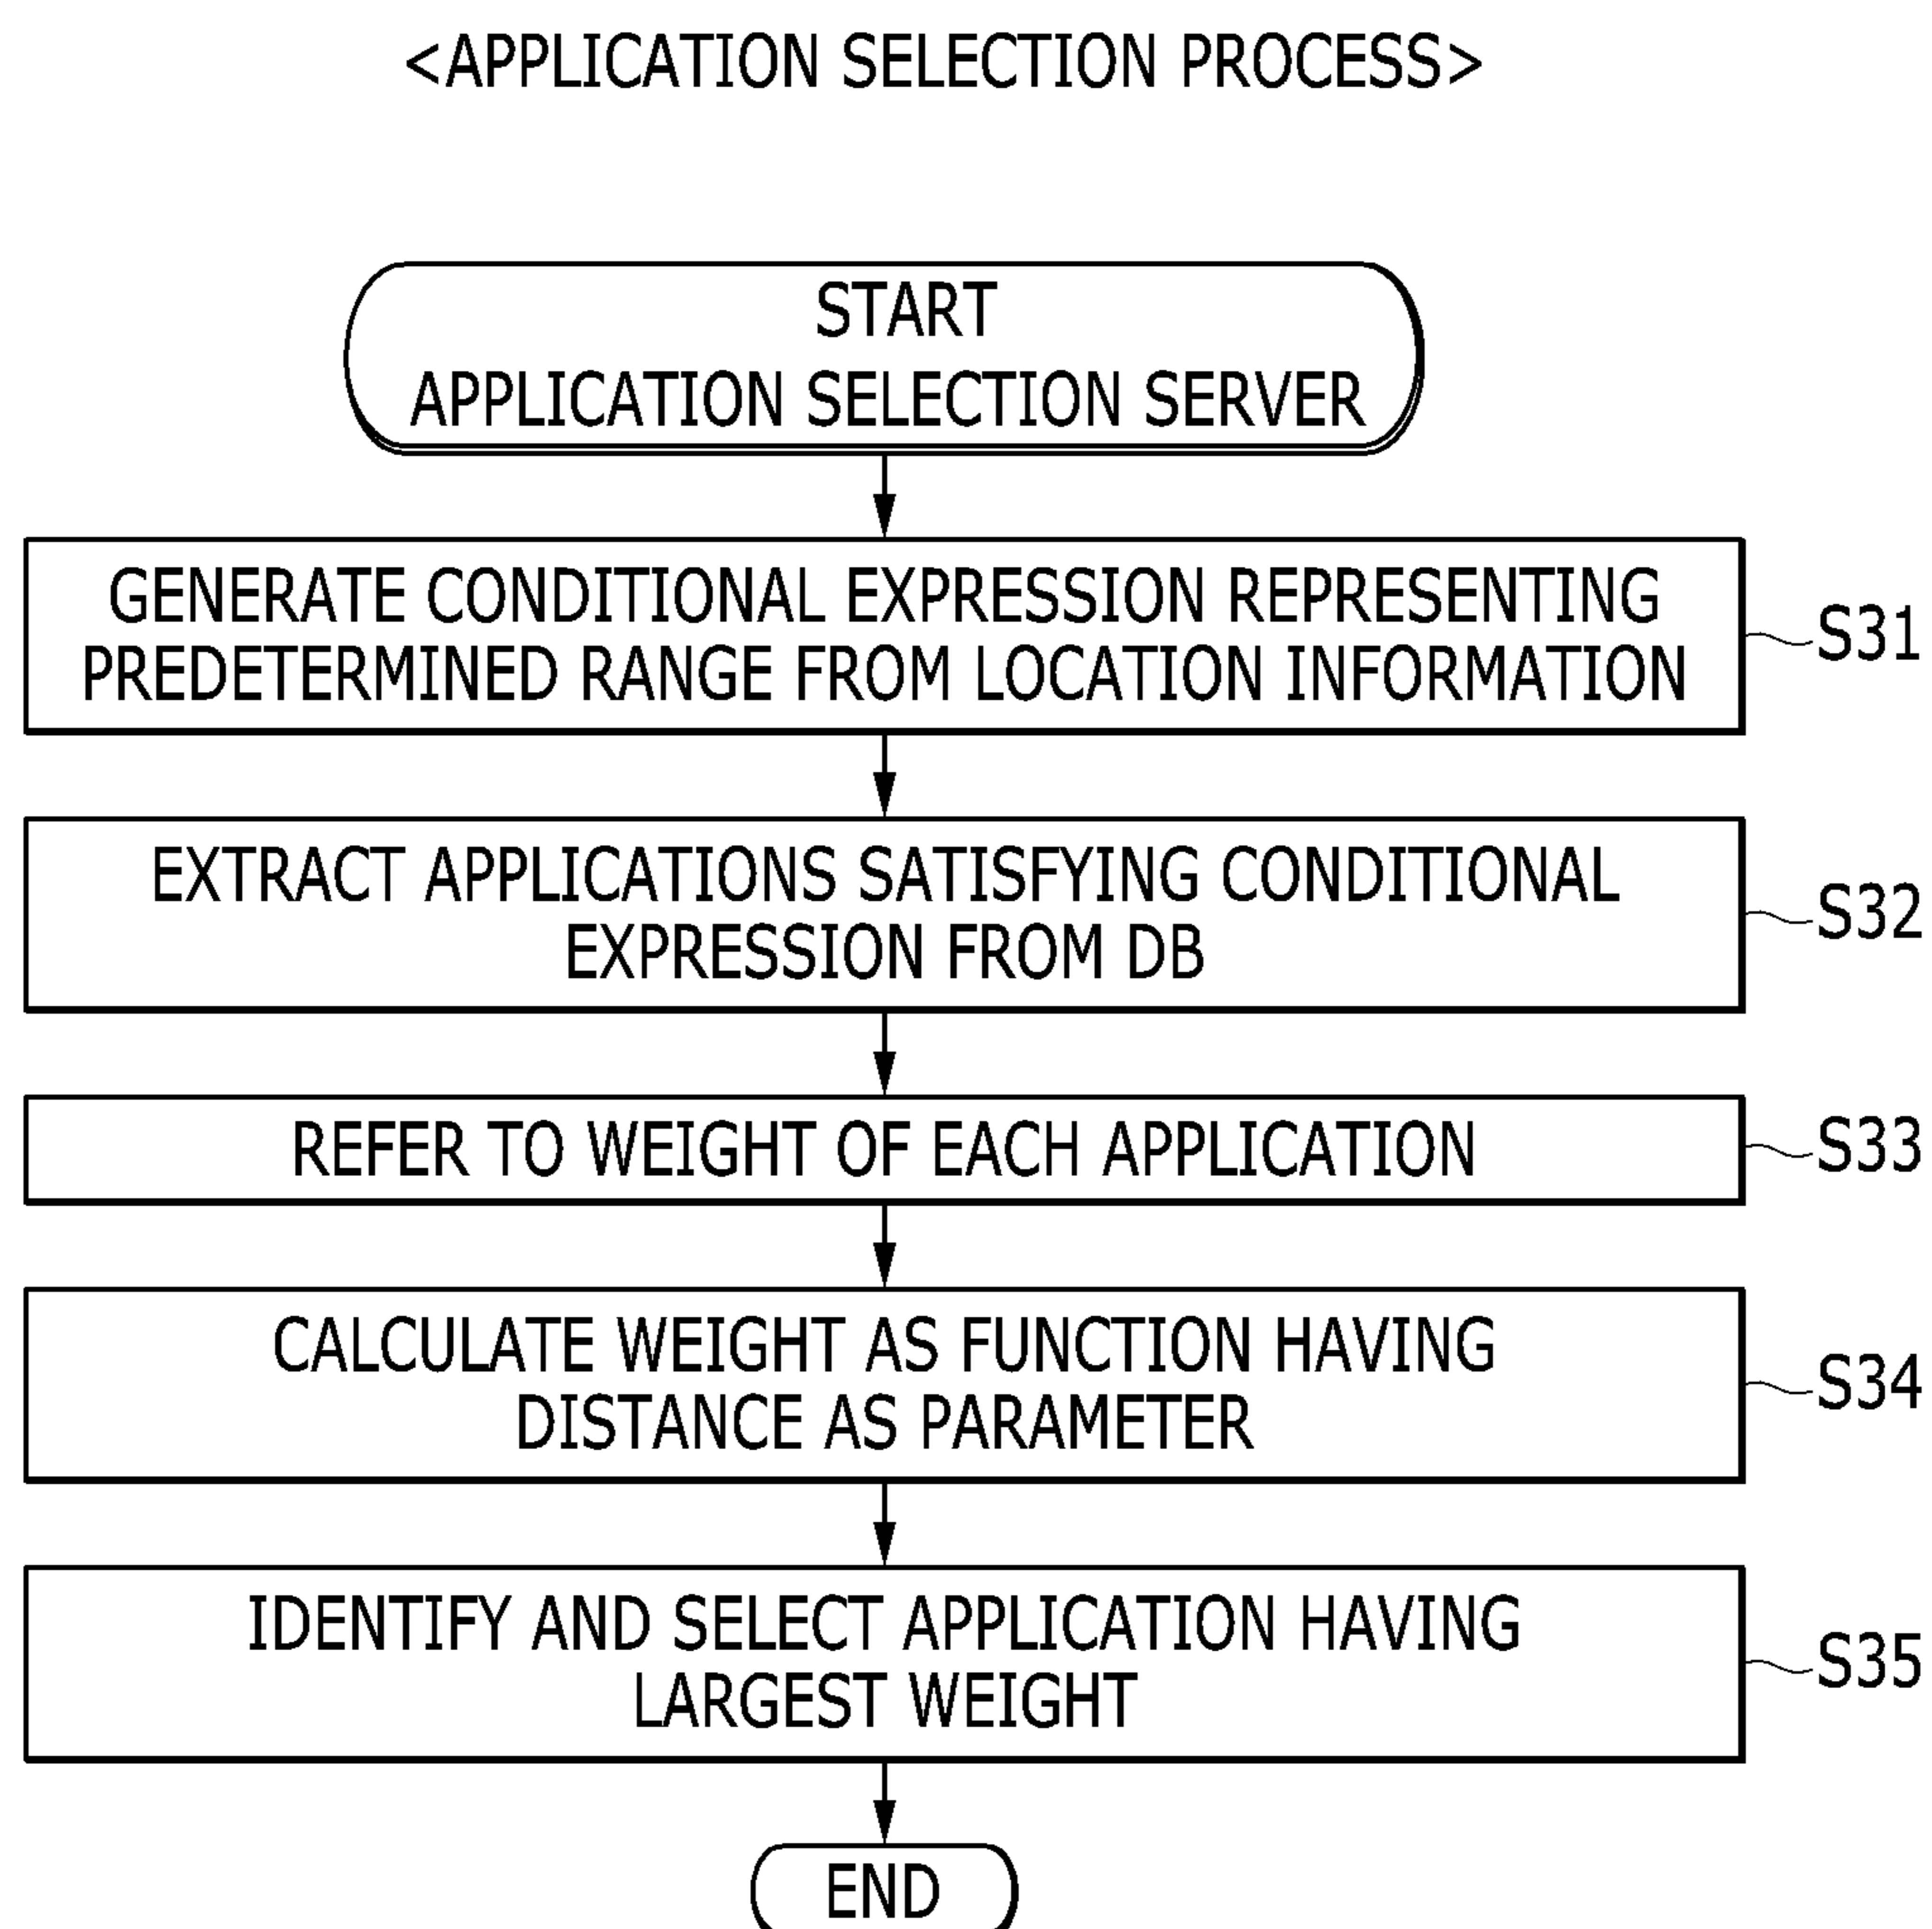 <APPLICATION SELECTION PROCESS>
START
APPLICATION SELECTION SERVER
GENERATE CONDITIONAL EXPRESSION REPRESENTING
PREDETERMINED RANGE FROM LOCATION INFORMATION
S31
EXTRACT APPLICATIONS SATISFYING CONDITIONAL
EXPRESSION FROM DB
S32
REFER TO WEIGHT OF EACH APPLICATION
S33
CALCULATE WEIGHT AS FUNCTION HAVING
DISTANCE AS PARAMETER
S34
IDENTIFY AND SELECT APPLICATION HAVING
LARGEST WEIGHT
S35
END